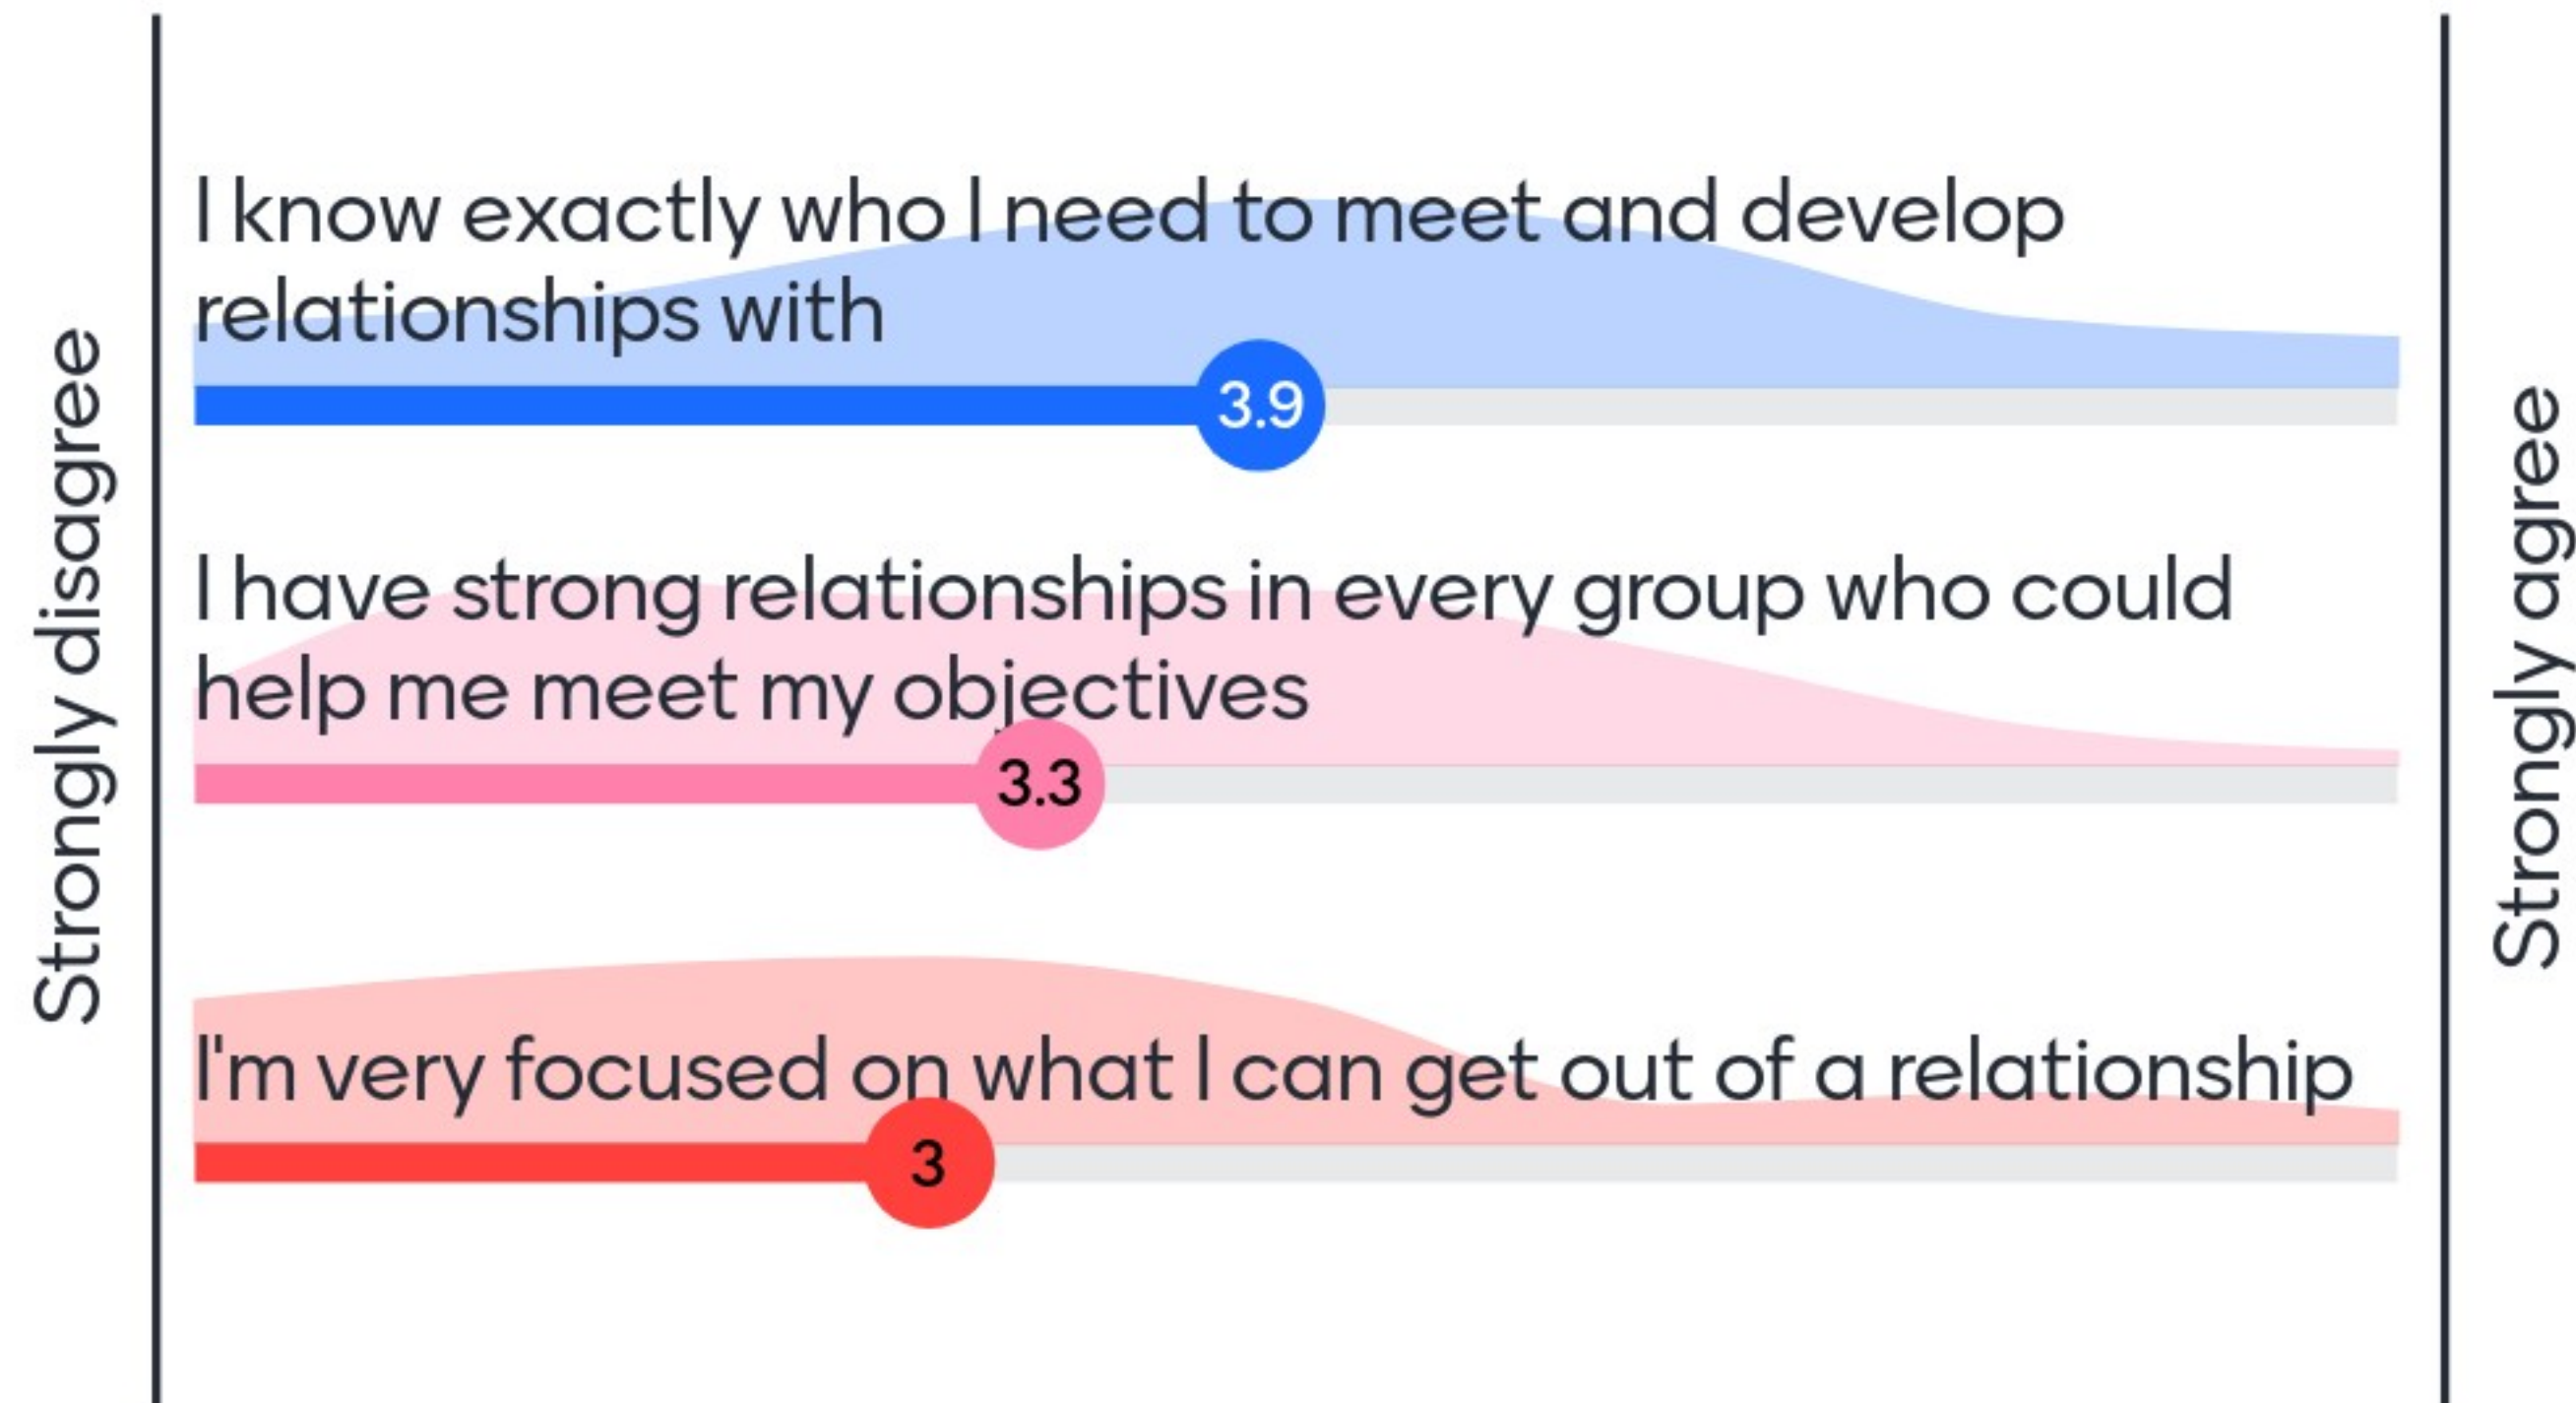 Strongly disagree
I know exactly who I need to meet and develop
relationships with
3.9
I have strong relationships in every group who could
help me meet my objectives
3.3
I'm very focused on what I can get out of a relationship
3
Strongly agree